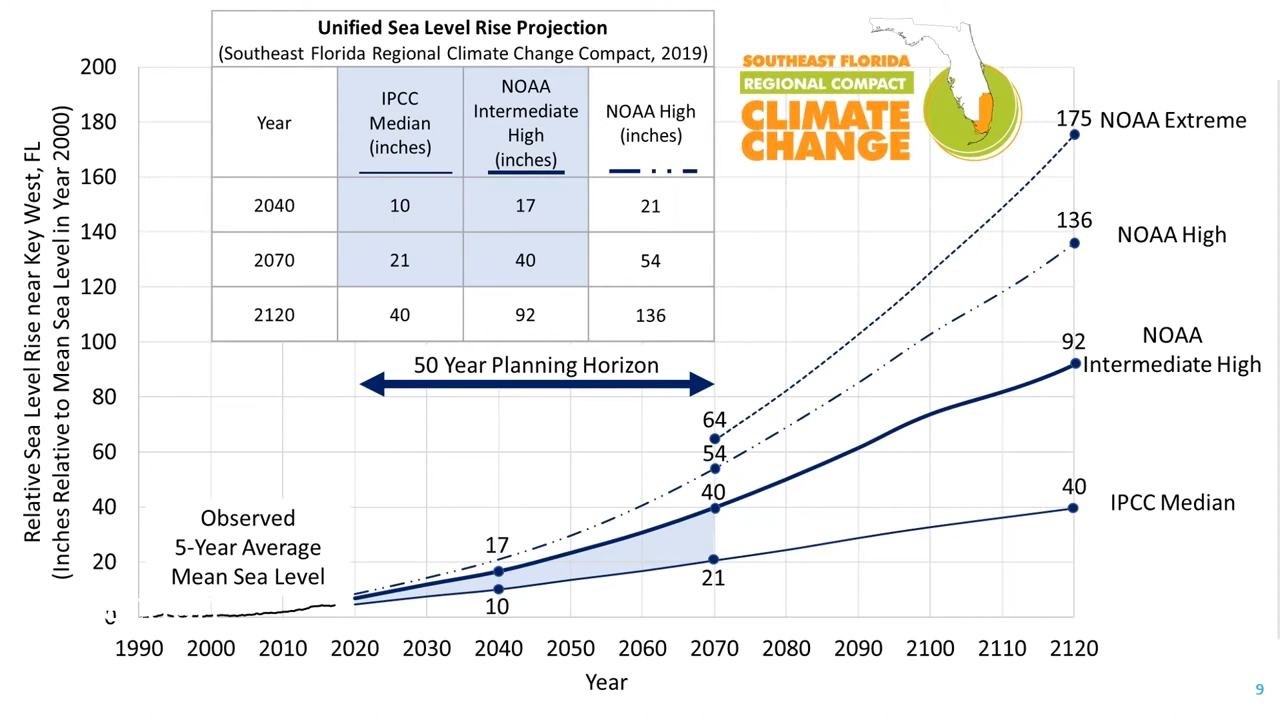 Unified Sea Level Rise Projection
(Southeast Florida Regional Climate Change Compact, 2019)
Year
IPCC
Median
(inches)
NOAA
Intermediate
High
(inches)
NOAA High
(inches)
2040 10 17 21
2070 21 40 54
2120 40 92 136
SOUTHEAST FLORIDA
REGIONAL COMPACT
CLIMATE
CHANGE
Relative Sea Level Rise near Key West, FL
(Inches Relative to Mean Sea Level in Year 2000)
200
180
160
140
120
100
80
60
40
20
0
50 Year Planning Horizon
Observed
5-Year Average
Mean Sea Level
175 NOAA Extreme
136
NOAA High
92
NOAA
Intermediate High
40
IPCC Median
64
54
40
21
17
10
1990 2000 2010 2020 2030 2040 2050 2060 2070 2080 2090 2100 2110 2120
Year
9